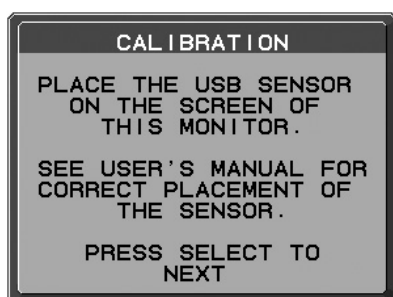 CALIBRATION
PLACE THE USB SENSOR
ON THE SCREEN OF
THIS MONITOR.
SEE USER'S MANUAL FOR
CORRECT PLACEMENT OF
THE SENSOR.
PRESS SELECT TO
NEXT